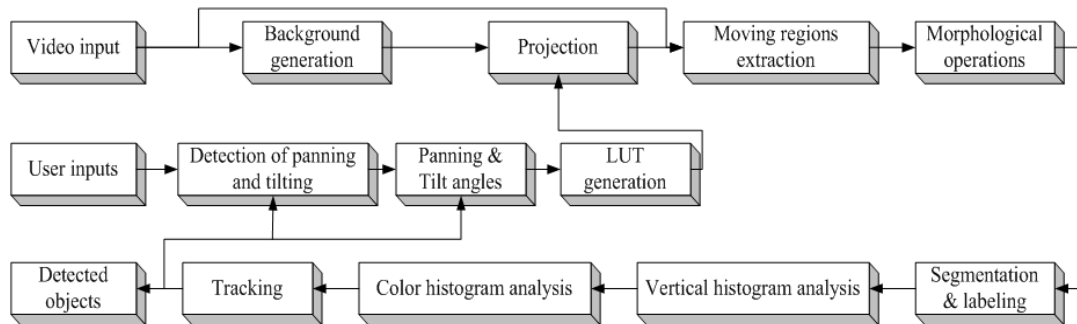 Video input
Background
generation
Projection
Moving regions
extraction
Morphological
operations
User inputs
Detection of panning
and tilting
Panning &
Tilt angles
LUT
generation
Detected
objects
Tracking
Color histogram analysis
Vertical histogram analysis
Segmentation
& labeling